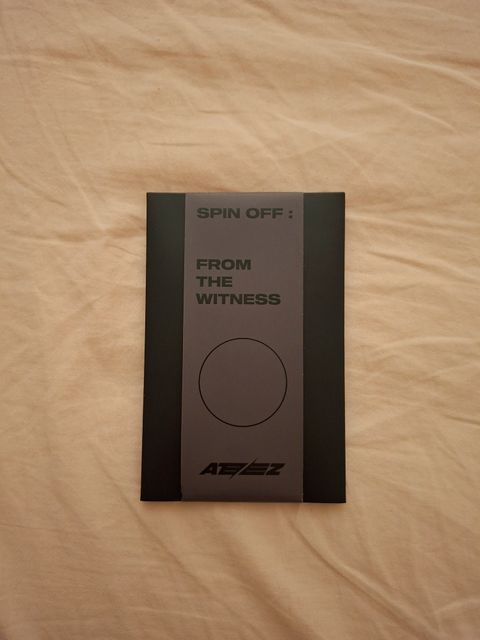 SPIN OFF :
FROM
THE
WITNESS
ATEEZ